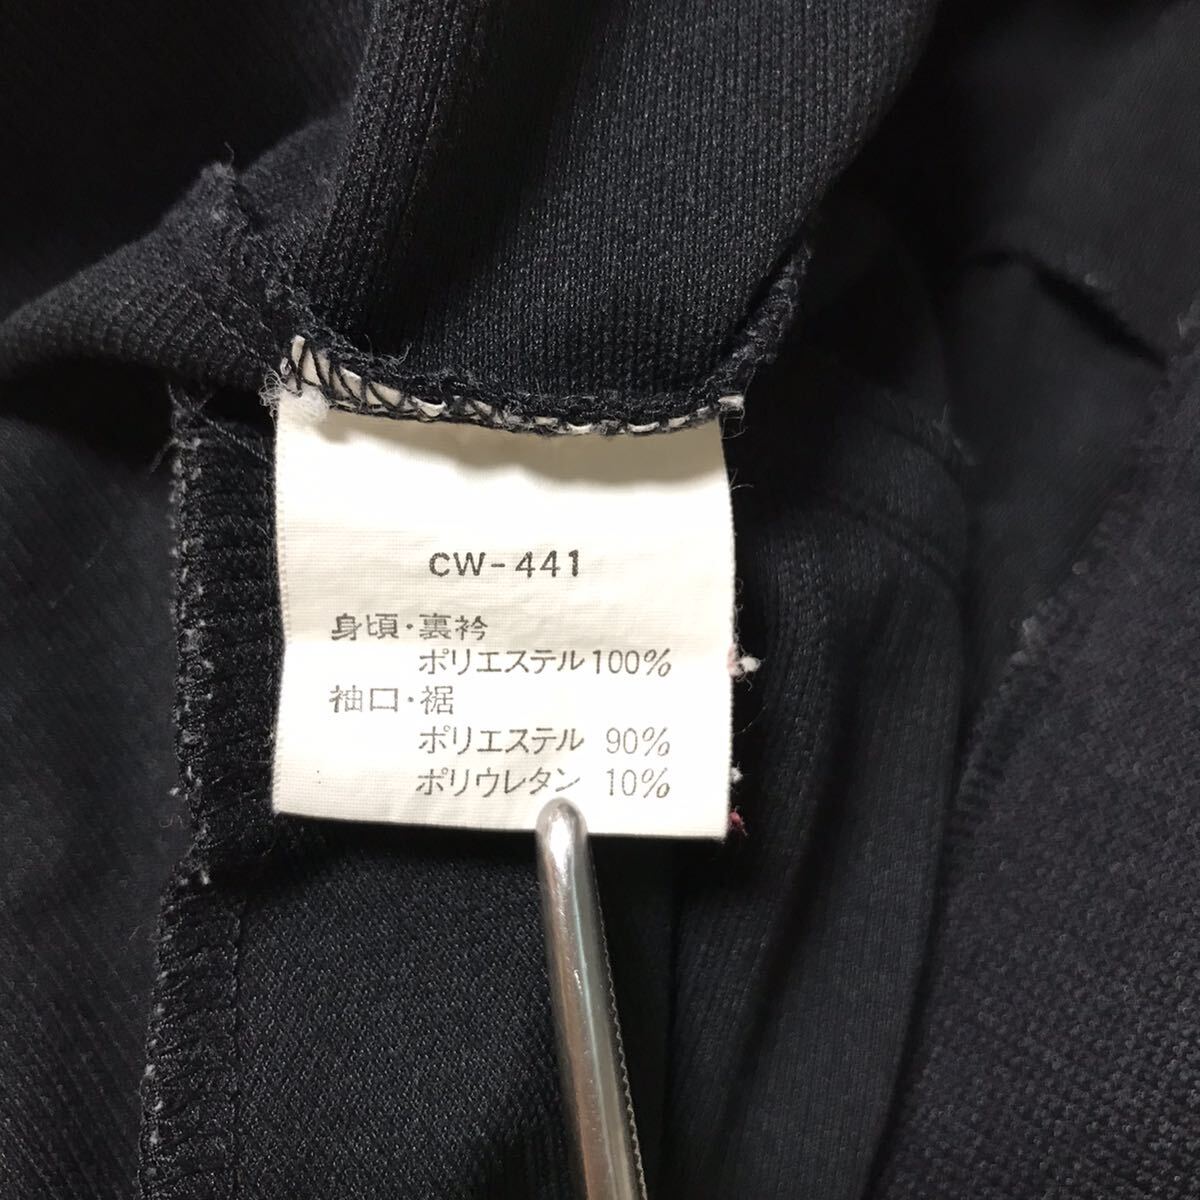 CW-441
身頃・裏衿
ポリエステル100%
袖口・裾
ポリエステル 90%
ポリウレタン 10%